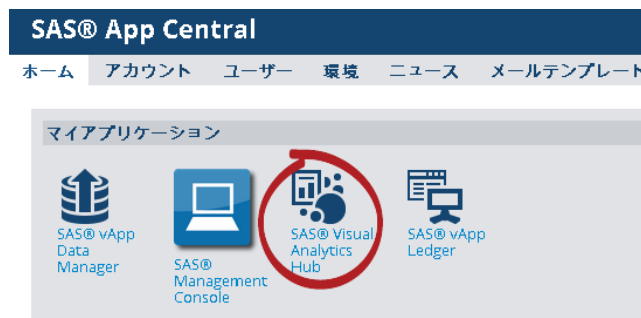 SAS® App Central
ホーム アカウント ユーザー 環境 ニュース メールテンプレート
マイアプリケーション
SAS® vApp
Data
Manager
SAS®
Management
Console
SAS® Visual
Analytics
Hub
SAS® vApp
Ledger